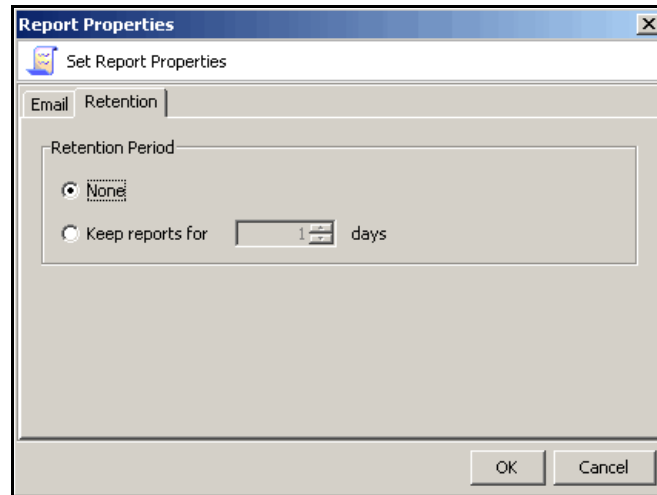 Report Properties
Set Report Properties
Email Retention
Retention Period
None
Keep reports for 1 days
OK Cancel